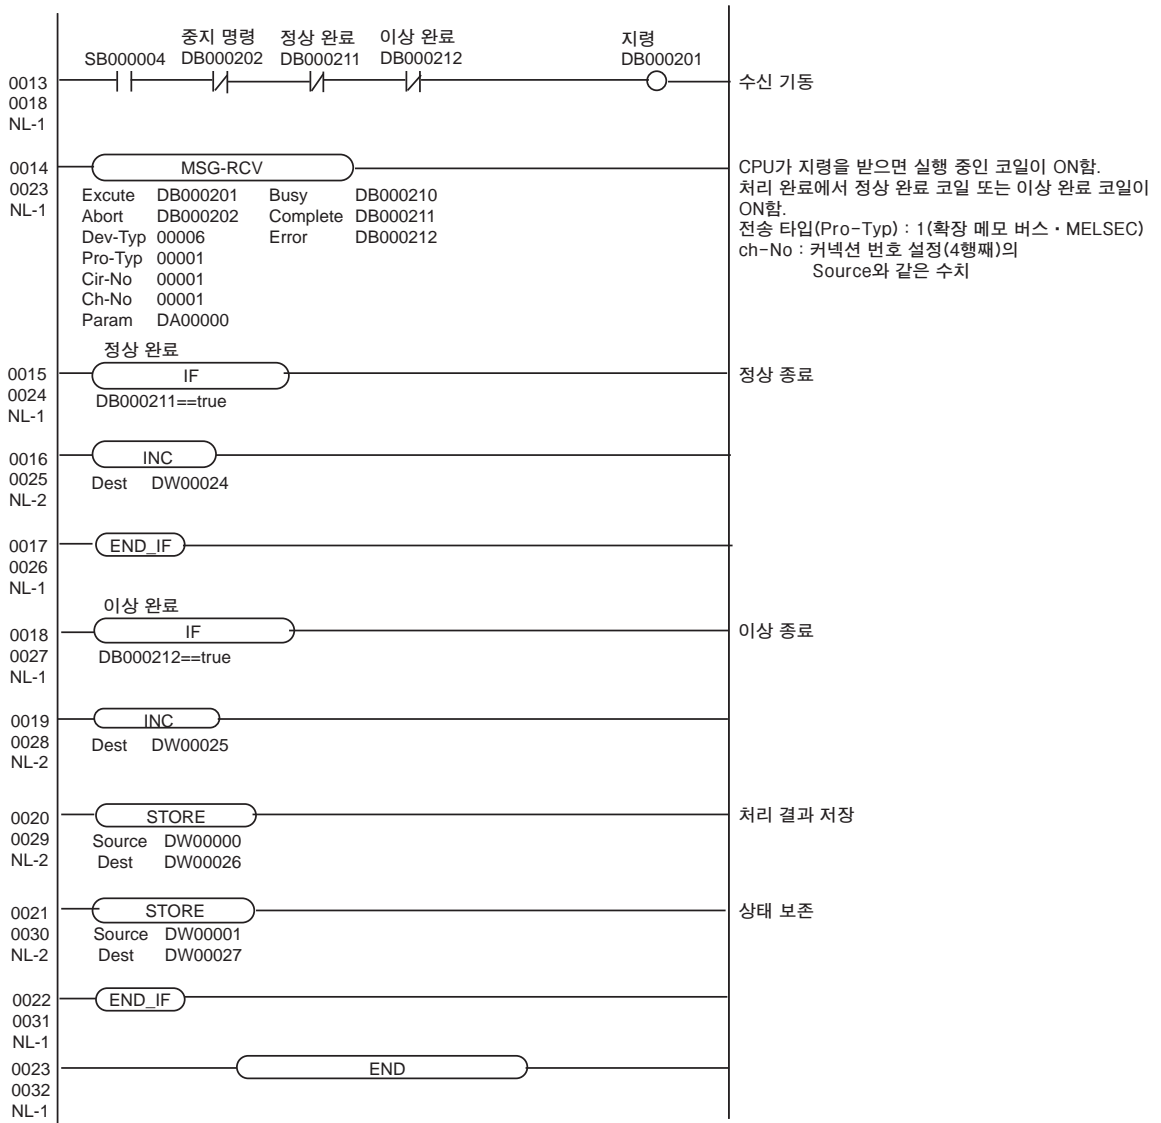 중지 명령 정상 완료 이상 완료 지령
SB000004 DB000202 DB000211 DB000212 DB000201
0013 수신 기동
0018
NL-1
0014 MSG-RCV CPU가 지령을 받으면 실행 중인 코일이 ON함.
0023 Excute DB000201 Busy DB000210 처리 완료에서 정상 완료 코일 또는 이상 완료 코일이
NL-1 Abort DB000202 Complete DB000211 ON함.
Dev-Typ 00006 Error DB000212 전송 타입(Pro-Typ) : 1(확장 메모 버스・MELSEC)
Pro-Typ 00001 ch-No : 커넥션 번호 설정(4행째)의
Cir-No 00001 Source와 같은 수치
Ch-No 00001
Param DA00000
정상 완료
0015 IF 정상 종료
0024 DB000211==true
NL-1
0016 INC
0025 Dest DW00024
NL-2
0017 END_IF
0026
NL-1
이상 완료
0018 IF 이상 종료
0027 DB000212==true
NL-1
0019 INC
0028 Dest DW00025
NL-2
0020 STORE 처리 결과 저장
0029 Source DW00000
NL-2 Dest DW00026
0021 STORE 상태 보존
0030 Source DW00001
NL-2 Dest DW00027
0022 END_IF
0031
NL-1
0023 END
0032
NL-1